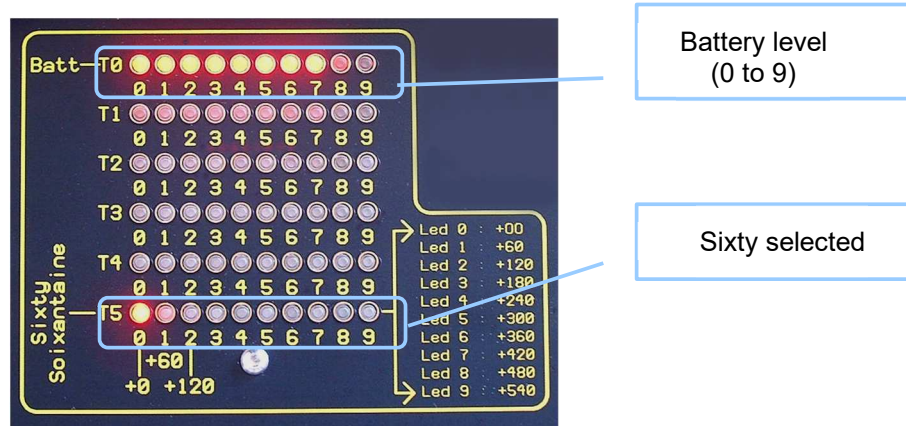 Battery level
(0 to 9)
Batt T0
0 1 2 3 4 5 6 7 8 9
T1
0 1 2 3 4 5 6 7 8 9
T2
0 1 2 3 4 5 6 7 8 9
T3
0 1 2 3 4 5 6 7 8 9
T4
0 1 2 3 4 5 6 7 8 9
Sixty
Soixantaine
T5
0 1 2 3 4 5 6 7 8 9
+60
+0 +120
Led 0 : +00
Led 1 : +60
Led 2 : +120
Led 3 : +180
Led 4 : +240
Led 5 : +300
Led 6 : +360
Led 7 : +420
Led 8 : +480
Led 9 : +540
Sixty selected